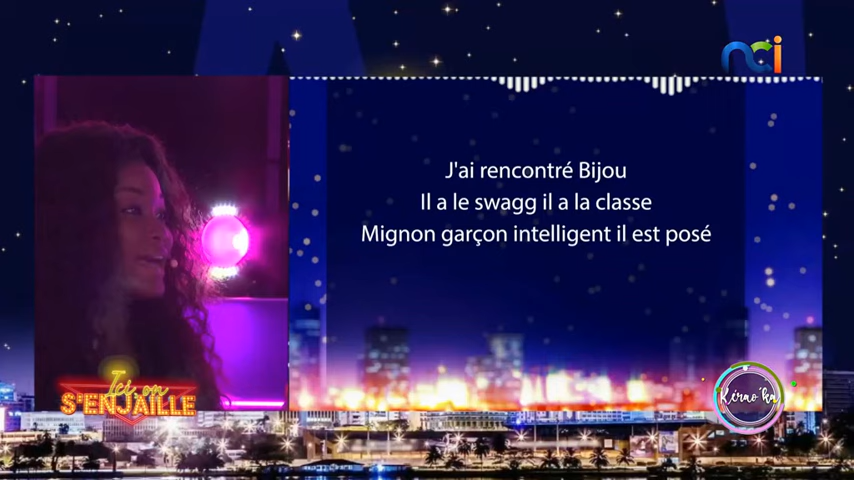 nci
J'ai rencontré Bijou
Il a le swagg il a la classe
Mignon garçon intelligent il est posé
Ici on
S'ENJAILLE
Kirao'ke